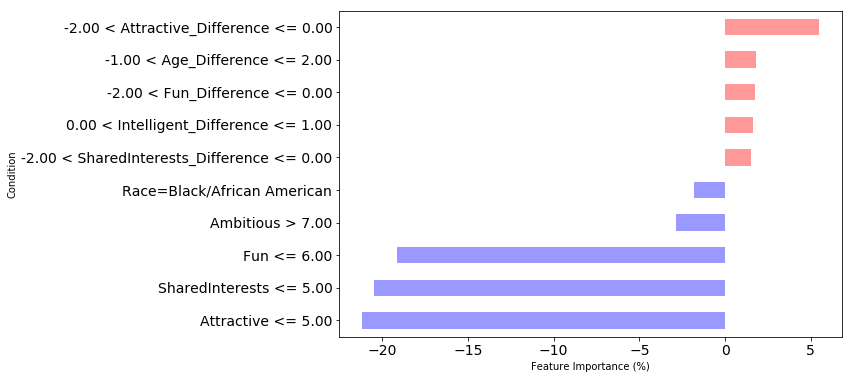 -2.00 < Attractive_Difference <= 0.00
-1.00 < Age_Difference <= 2.00
-2.00 < Fun_Difference <= 0.00
0.00 < Intelligent_Difference <= 1.00
-2.00 < SharedInterests_Difference <= 0.00
Race=Black/African American
Ambitious > 7.00
Fun <= 6.00
SharedInterests <= 5.00
Attractive <= 5.00
Condition
−20 −15 −10 −5 0 5
Feature Importance (%)